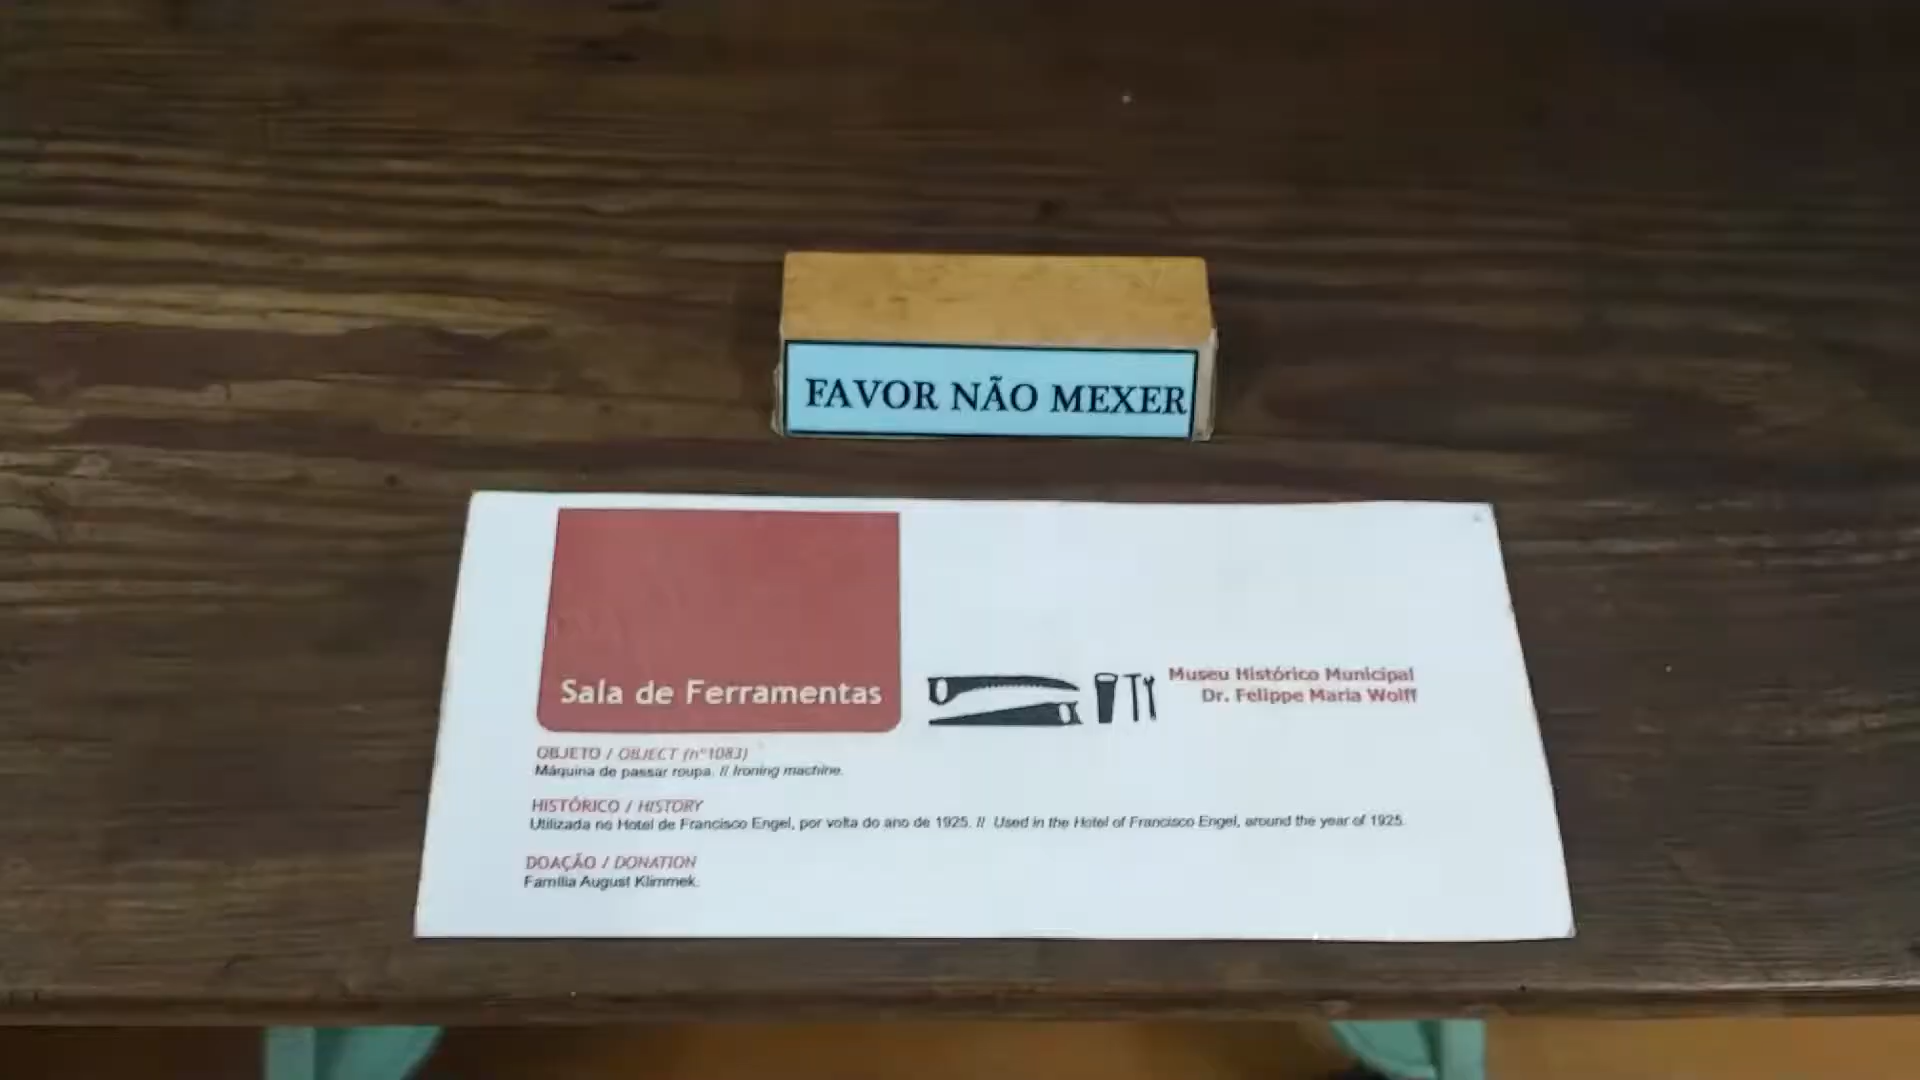 FAVOR NÃO MEXER
Sala de Ferramentas
Museu Histórico Municipal
Dr. Felippe Maria Wolff
OBJETO / OBJECT (nº1083)
Máquina de passar roupa. // Ironing machine.
HISTÓRICO / HISTORY
Utilizada no Hotel de Francisco Engel, por volta do ano de 1925. // Used in the Hotel of Francisco Engel, around the year of 1925.
DOAÇÃO / DONATION
Família August Klimmek.